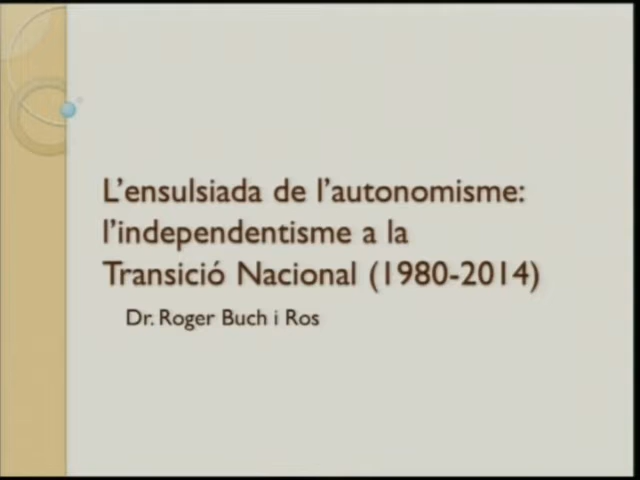 L'ensulsiada de l'autonomisme:
l'independentisme a la
Transició Nacional (1980-2014)
Dr. Roger Buch i Ros